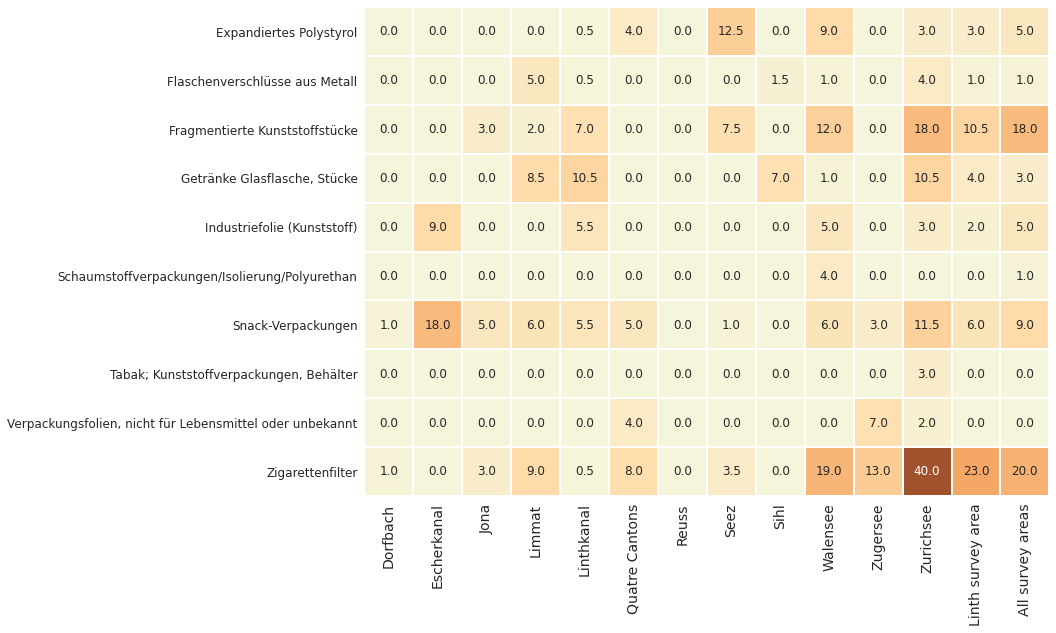 Expandiertes Polystyrol 0.0 0.0 0.0 0.0 0.5 4.0 0.0 12.5 0.0 9.0 0.0 3.0 3.0 5.0
Flaschenverschlüsse aus Metall 0.0 0.0 0.0 5.0 0.5 0.0 0.0 0.0 1.5 1.0 0.0 4.0 1.0 1.0
Fragmentierte Kunststoffstücke 0.0 0.0 3.0 2.0 7.0 0.0 0.0 7.5 0.0 12.0 0.0 18.0 10.5 18.0
Getränke Glasflasche, Stücke 0.0 0.0 0.0 8.5 10.5 0.0 0.0 0.0 7.0 1.0 0.0 10.5 4.0 3.0
Industriefolie (Kunststoff) 0.0 9.0 0.0 0.0 5.5 0.0 0.0 0.0 0.0 5.0 0.0 3.0 2.0 5.0
Schaumstoffverpackungen/Isolierung/Polyurethan 0.0 0.0 0.0 0.0 0.0 0.0 0.0 0.0 0.0 4.0 0.0 0.0 0.0 1.0
Snack-Verpackungen 1.0 18.0 5.0 6.0 5.5 5.0 0.0 1.0 0.0 6.0 3.0 11.5 6.0 9.0
Tabak; Kunststoffverpackungen, Behälter 0.0 0.0 0.0 0.0 0.0 0.0 0.0 0.0 0.0 0.0 0.0 3.0 0.0 0.0
Verpackungsfolien, nicht für Lebensmittel oder unbekannt 0.0 0.0 0.0 0.0 0.0 4.0 0.0 0.0 0.0 0.0 7.0 2.0 0.0 0.0
Zigarettenfilter 1.0 0.0 3.0 9.0 0.5 8.0 0.0 3.5 0.0 19.0 13.0 40.0 23.0 20.0
Dorfbach
Escherkanal
Jona
Limmat
Linthkanal
Quatre Cantons
Reuss
Seez
Sihl
Walensee
Zugersee
Zurichsee
Linth survey area
All survey areas